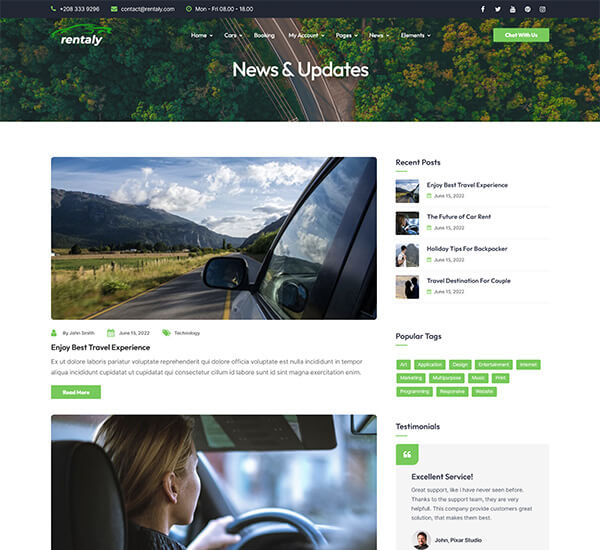 +208 333 9296 contact@rentaly.com Mon - Fri 08.00 - 18.00
rentaly Home Cars Booking My Account Pages News Elements Chat With Us
News & Updates
By John Smith June 15, 2022 Technology
Enjoy Best Travel Experience
Ex ut dolore laboris pariatur voluptate reprehenderit qui dolore officia voluptate est nulla incididunt in tempor
aliqua incididunt cupidatat ut cupidatat qui consectetur cillum id labore sunt id sint magna exercitation enim.
Read More
Recent Posts
Enjoy Best Travel Experience
June 15, 2022
The Future of Car Rent
June 15, 2022
Holiday Tips For Backpacker
June 15, 2022
Travel Destination For Couple
June 15, 2022
Popular Tags
Art Application Design Entertainment Internet
Marketing Multipurpose Music Print
Programming Responsive Website
Testimonials
Excellent Service!
Great support, like i have never seen before.
Thanks to the support team, they are very
helpfull. This company provide customers great
solution, that makes them best.
John, Pixar Studio